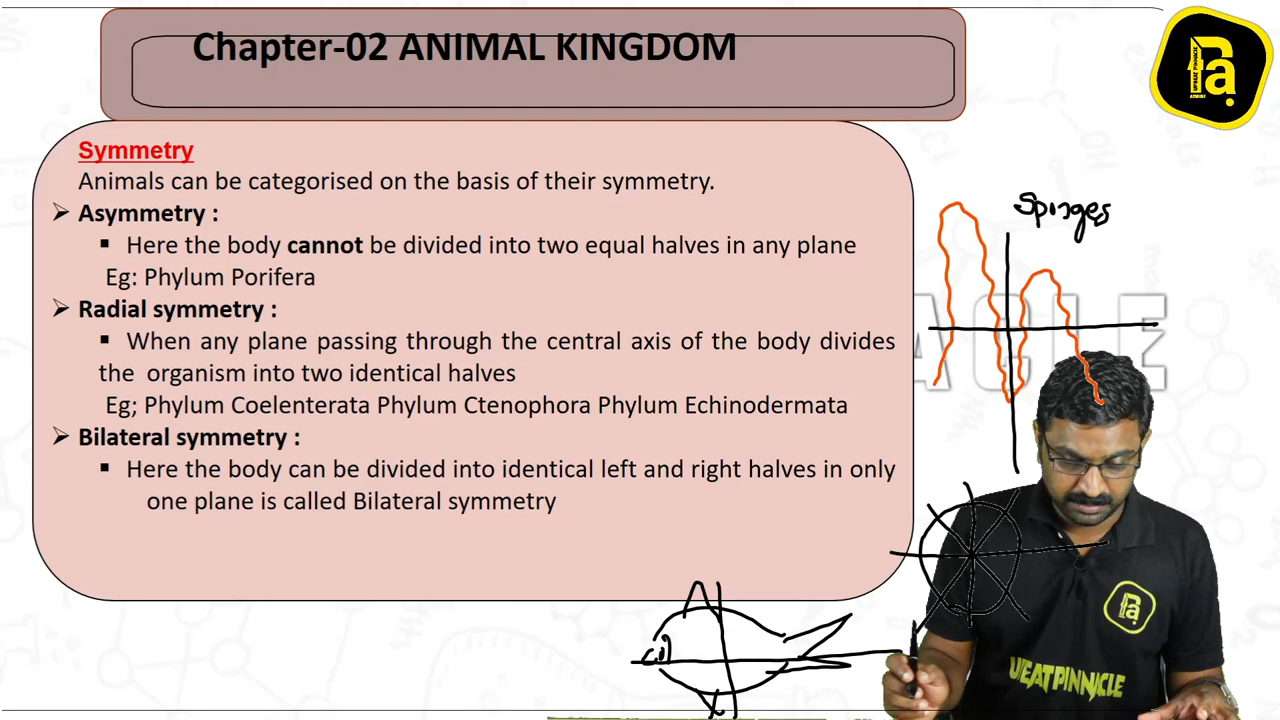 Chapter-02 ANIMAL KINGDOM
Symmetry
Animals can be categorised on the basis of their symmetry.
➢ Asymmetry :
▪ Here the body cannot be divided into two equal halves in any plane
Eg: Phylum Porifera
➢ Radial symmetry :
▪ When any plane passing through the central axis of the body divides
the organism into two identical halves
Eg; Phylum Coelenterata Phylum Ctenophora Phylum Echinodermata
➢ Bilateral symmetry :
▪ Here the body can be divided into identical left and right halves in only
one plane is called Bilateral symmetry
Sponges
ACLE
Pa
UVEATPINNACLE